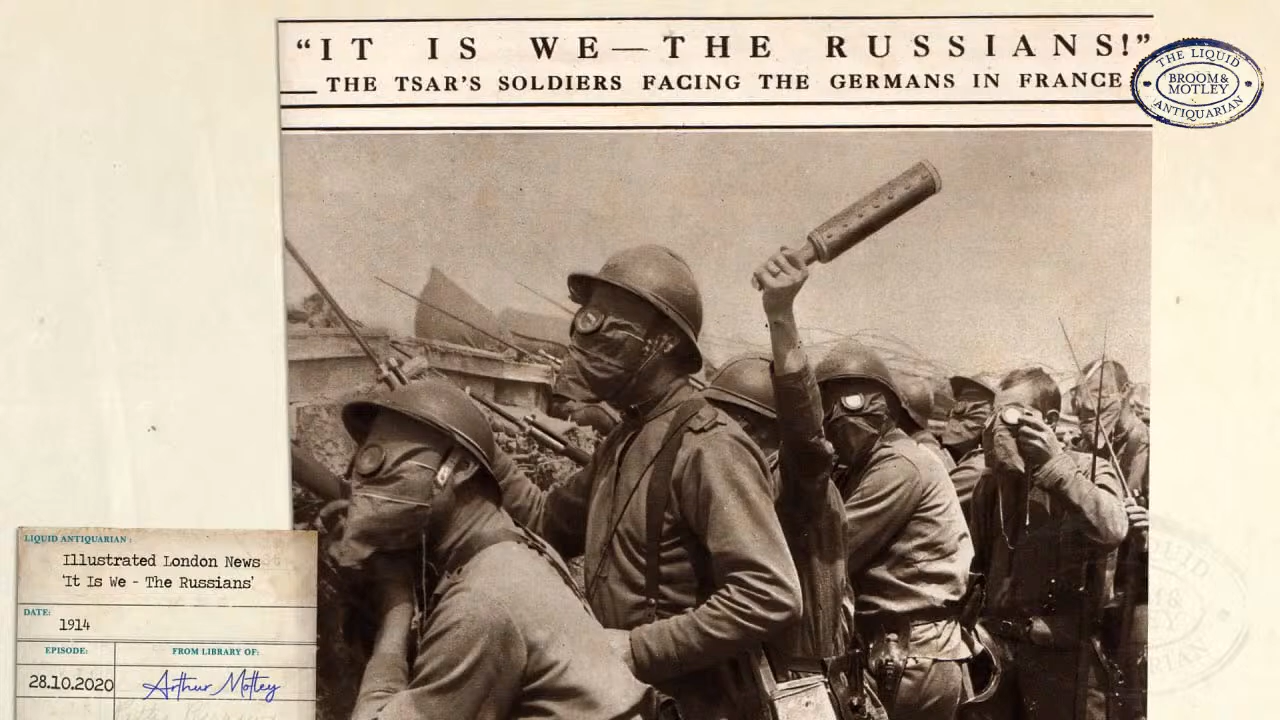 “IT IS WE—THE RUSSIANS!”
THE TSAR’S SOLDIERS FACING THE GERMANS IN FRANCE
THE LIQUID
BROOM &
MOTLEY
ANTIQUARIAN
LIQUID ANTIQUARIAN :
Illustrated London News
‘It Is We - The Russians’
DATE:
1914
EPISODE:
FROM LIBRARY OF:
28.10.2020
Arthur Motley